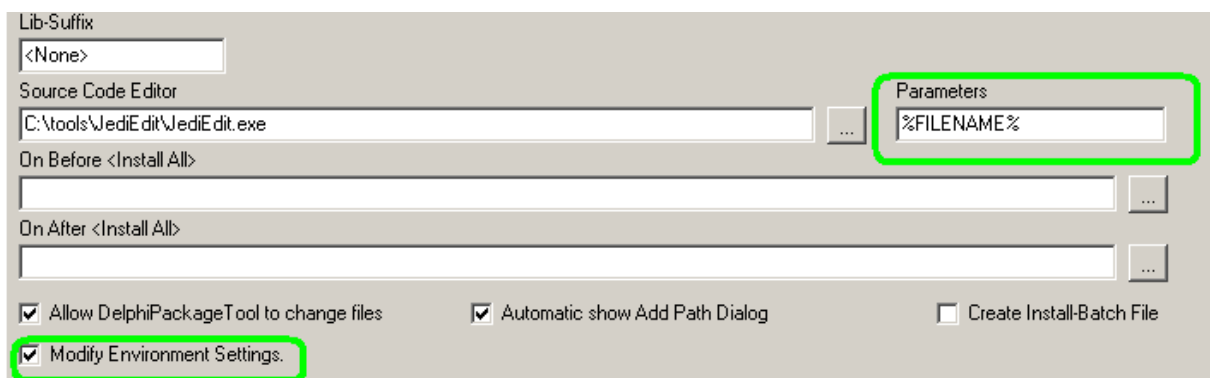 Lib-Suffix
<None>
Source Code Editor Parameters
C:\tools\JediEdit\JediEdit.exe ... %FILENAME%
On Before <Install All>
...
On After <Install All>
...
Allow DelphiPackageTool to change files Automatic show Add Path Dialog Create Install-Batch File
Modify Environment Settings.